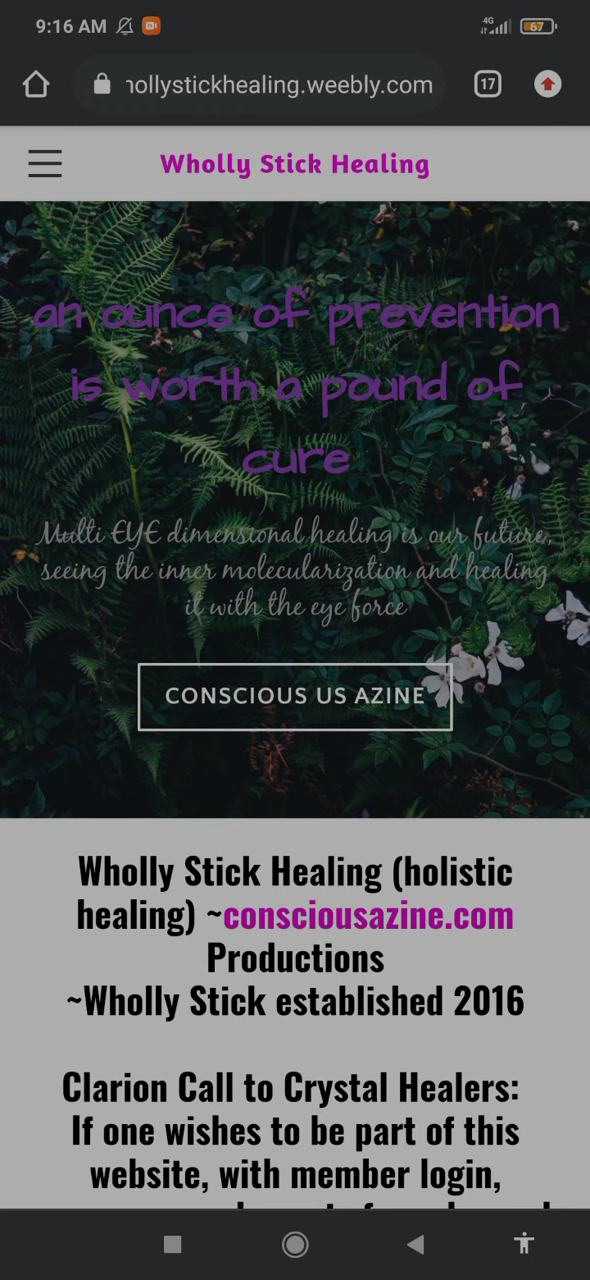 9:16 AM
4G
67
hollystickhealing.weebly.com
17
Wholly Stick Healing
an ounce of prevention
is worth a pound of
cure
Multi EYE dimensional healing is our future,
seeing the inner molecularization and healing
it with the eye force
CONSCIOUS US AZINE
Wholly Stick Healing (holistic
healing) ~consciousazine.com
Productions
~Wholly Stick established 2016
Clarion Call to Crystal Healers:
If one wishes to be part of this
website, with member login,